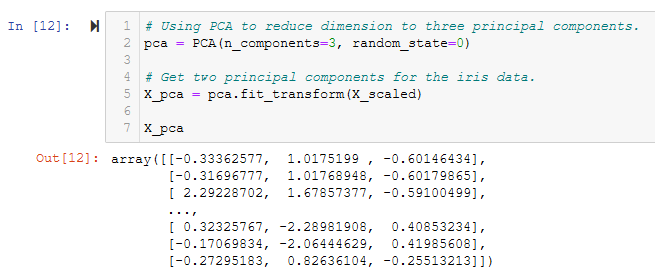 In [12]:
1 # Using PCA to reduce dimension to three principal components.
2 pca = PCA(n_components=3, random_state=0)
3
4 # Get two principal components for the iris data.
5 X_pca = pca.fit_transform(X_scaled)
6
7 X_pca
Out[12]: array([[-0.33362577,  1.0175199 , -0.60146434],
[-0.31696777,  1.01768948, -0.60179865],
[ 2.29228702,  1.67857377, -0.59100499],
...,
[ 0.32325767, -2.28981908,  0.40853234],
[-0.17069834, -2.06444629,  0.41985608],
[-0.27295183,  0.82636104, -0.25513213]])